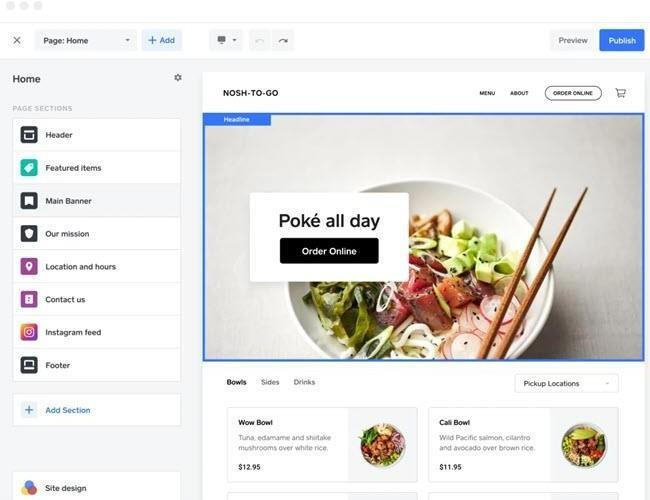 Page: Home
+ Add
Preview
Publish
Home
PAGE SECTIONS
Header
Featured items
Main Banner
Our mission
Location and hours
Contact us
Instagram feed
Footer
+ Add Section
Site design
NOSH-TO-GO
MENU
ABOUT
ORDER ONLINE
Headline
Poké all day
Order Online
Bowls
Sides
Drinks
Pickup Locations
Wow Bowl
Tuna, edamame and shiitake
mushrooms over white rice.
$12.95
Cali Bowl
Wild Pacific salmon, cilantro
and avocado over brown rice.
$11.95